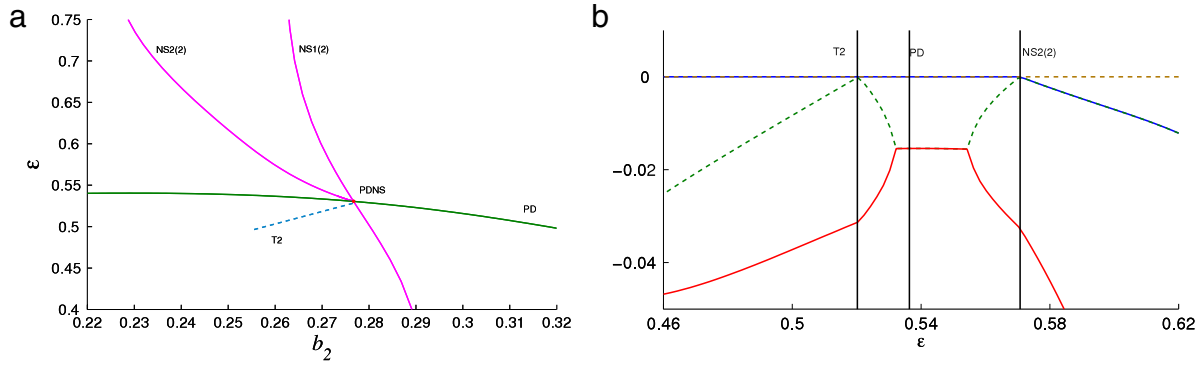 a
0.75
0.7
0.65
0.6
0.55
0.5
0.45
0.4
ε
NS2(2)
NS1(2)
PDNS
PD
T2
0.22 0.23 0.24 0.25 0.26 0.27 0.28 0.29 0.3 0.31 0.32
b2
b
T2 PD NS2(2)
0
−0.02
−0.04
0.46 0.5 0.54 0.58 0.62
ε